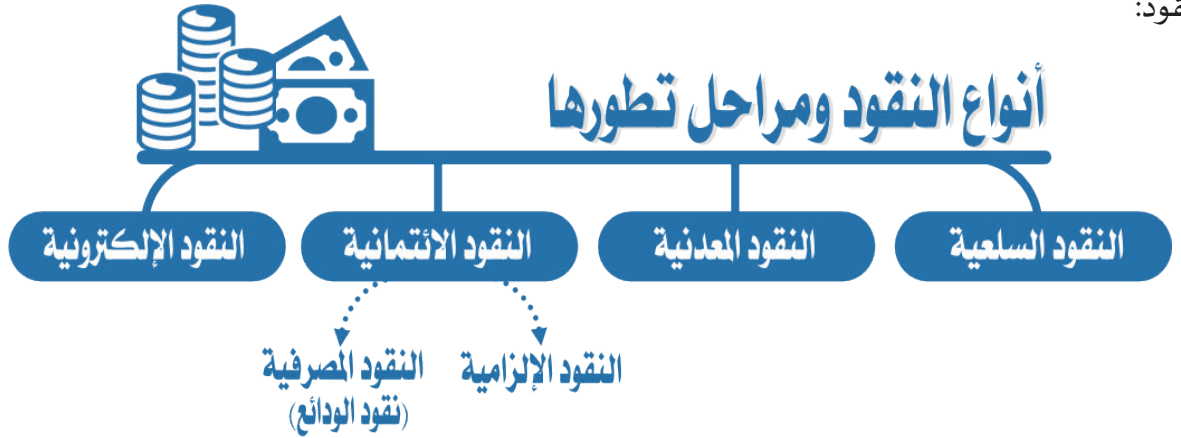 قود:
أنواع النقود ومراحل تطورها
النقود السلعية
النقود المعدنية
النقود الائتمانية
النقود الإلكترونية
النقود الإلزامية
النقود المصرفية
(نقود الودائع)